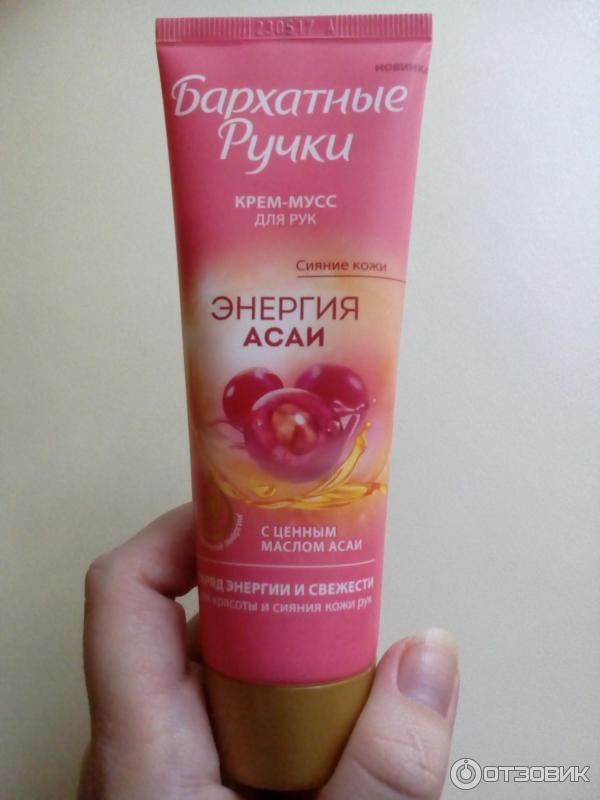 230517 A
НОВИНКА
Бархатные
Ручки
КРЕМ-МУСС
ДЛЯ РУК
Сияние кожи
ЭНЕРГИЯ
АСАИ
С ЦЕННЫМ
МАСЛОМ АСАИ
ЗАРЯД ЭНЕРГИИ И СВЕЖЕСТИ
красоты и сияния кожи рук
ОТЗОВИК